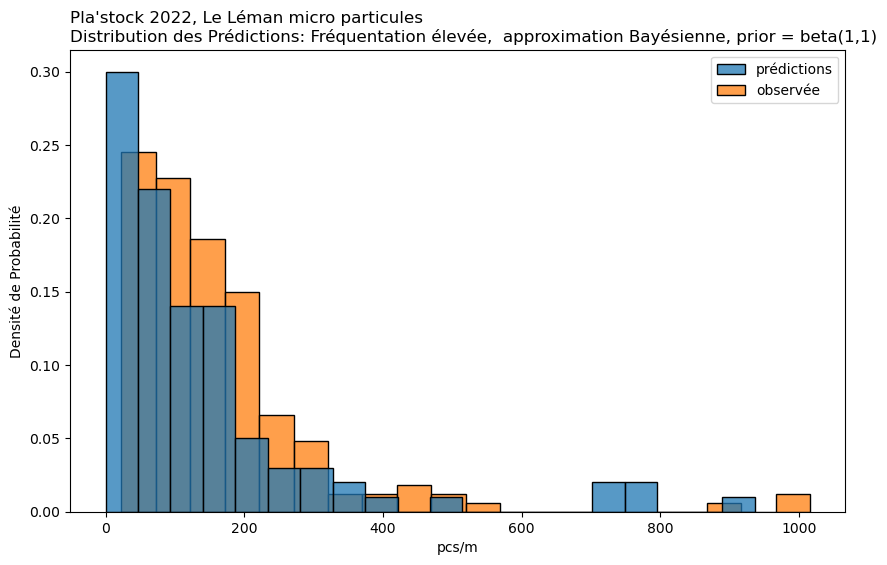 Pla'stock 2022, Le Léman micro particules
Distribution des Prédictions: Fréquentation élevée,  approximation Bayésienne, prior = beta(1,1)
prédictions
observée
Densité de Probabilité
0.30
0.25
0.20
0.15
0.10
0.05
0.00
0
200
400
600
800
1000
pcs/m